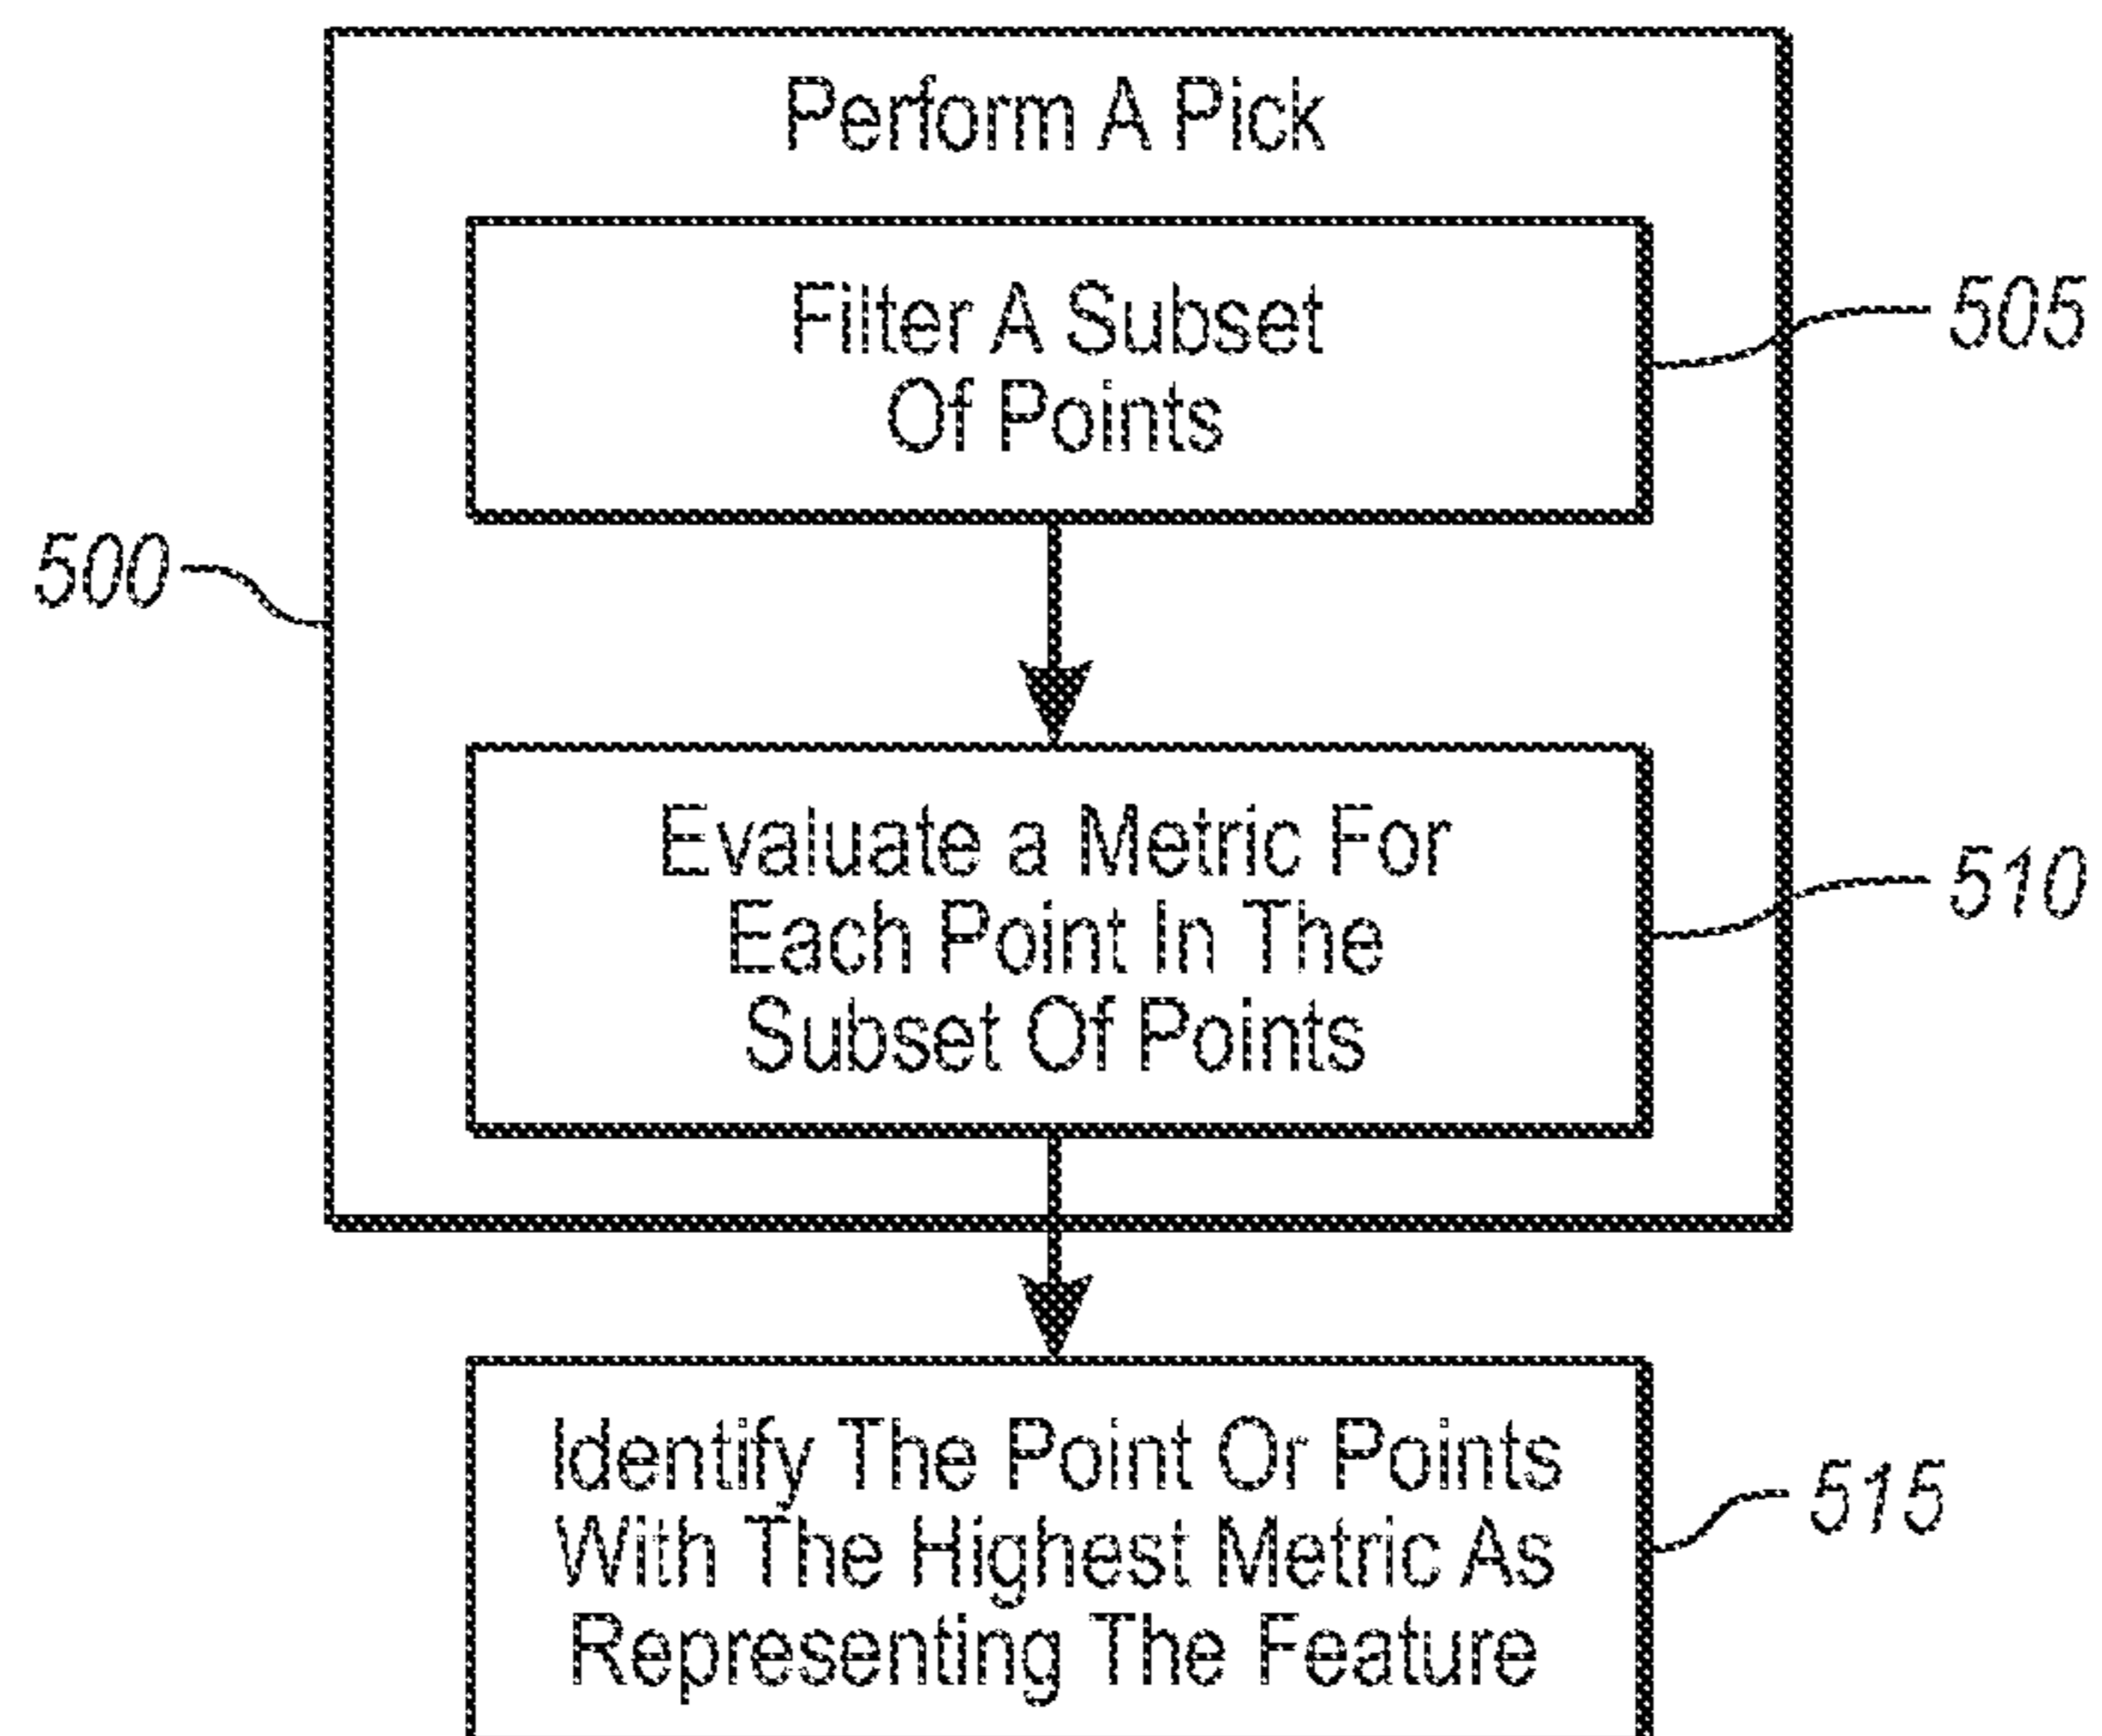 Perform A Pick
Filter A Subset
Of Points
505
500
Evaluate a Metric For
Each Point In The
Subset Of Points
510
Identify The Point Or Points
With The Highest Metric As
Representing The Feature
515